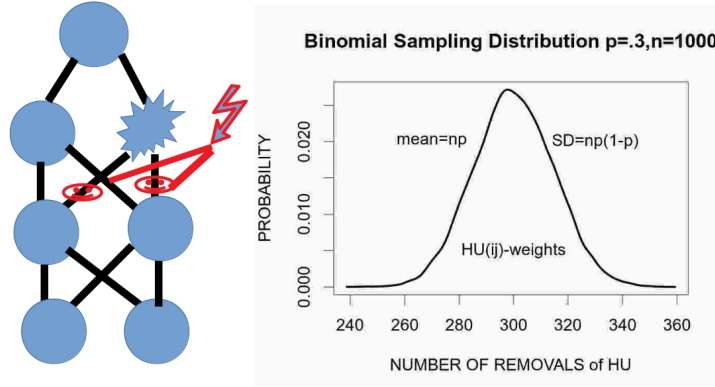 Binomial Sampling Distribution p=.3,n=1000
mean=np
SD=np(1-p)
HU(ij)-weights
PROBABILITY
0.000
0.010
0.020
240
260
280
300
320
340
360
NUMBER OF REMOVALS of HU